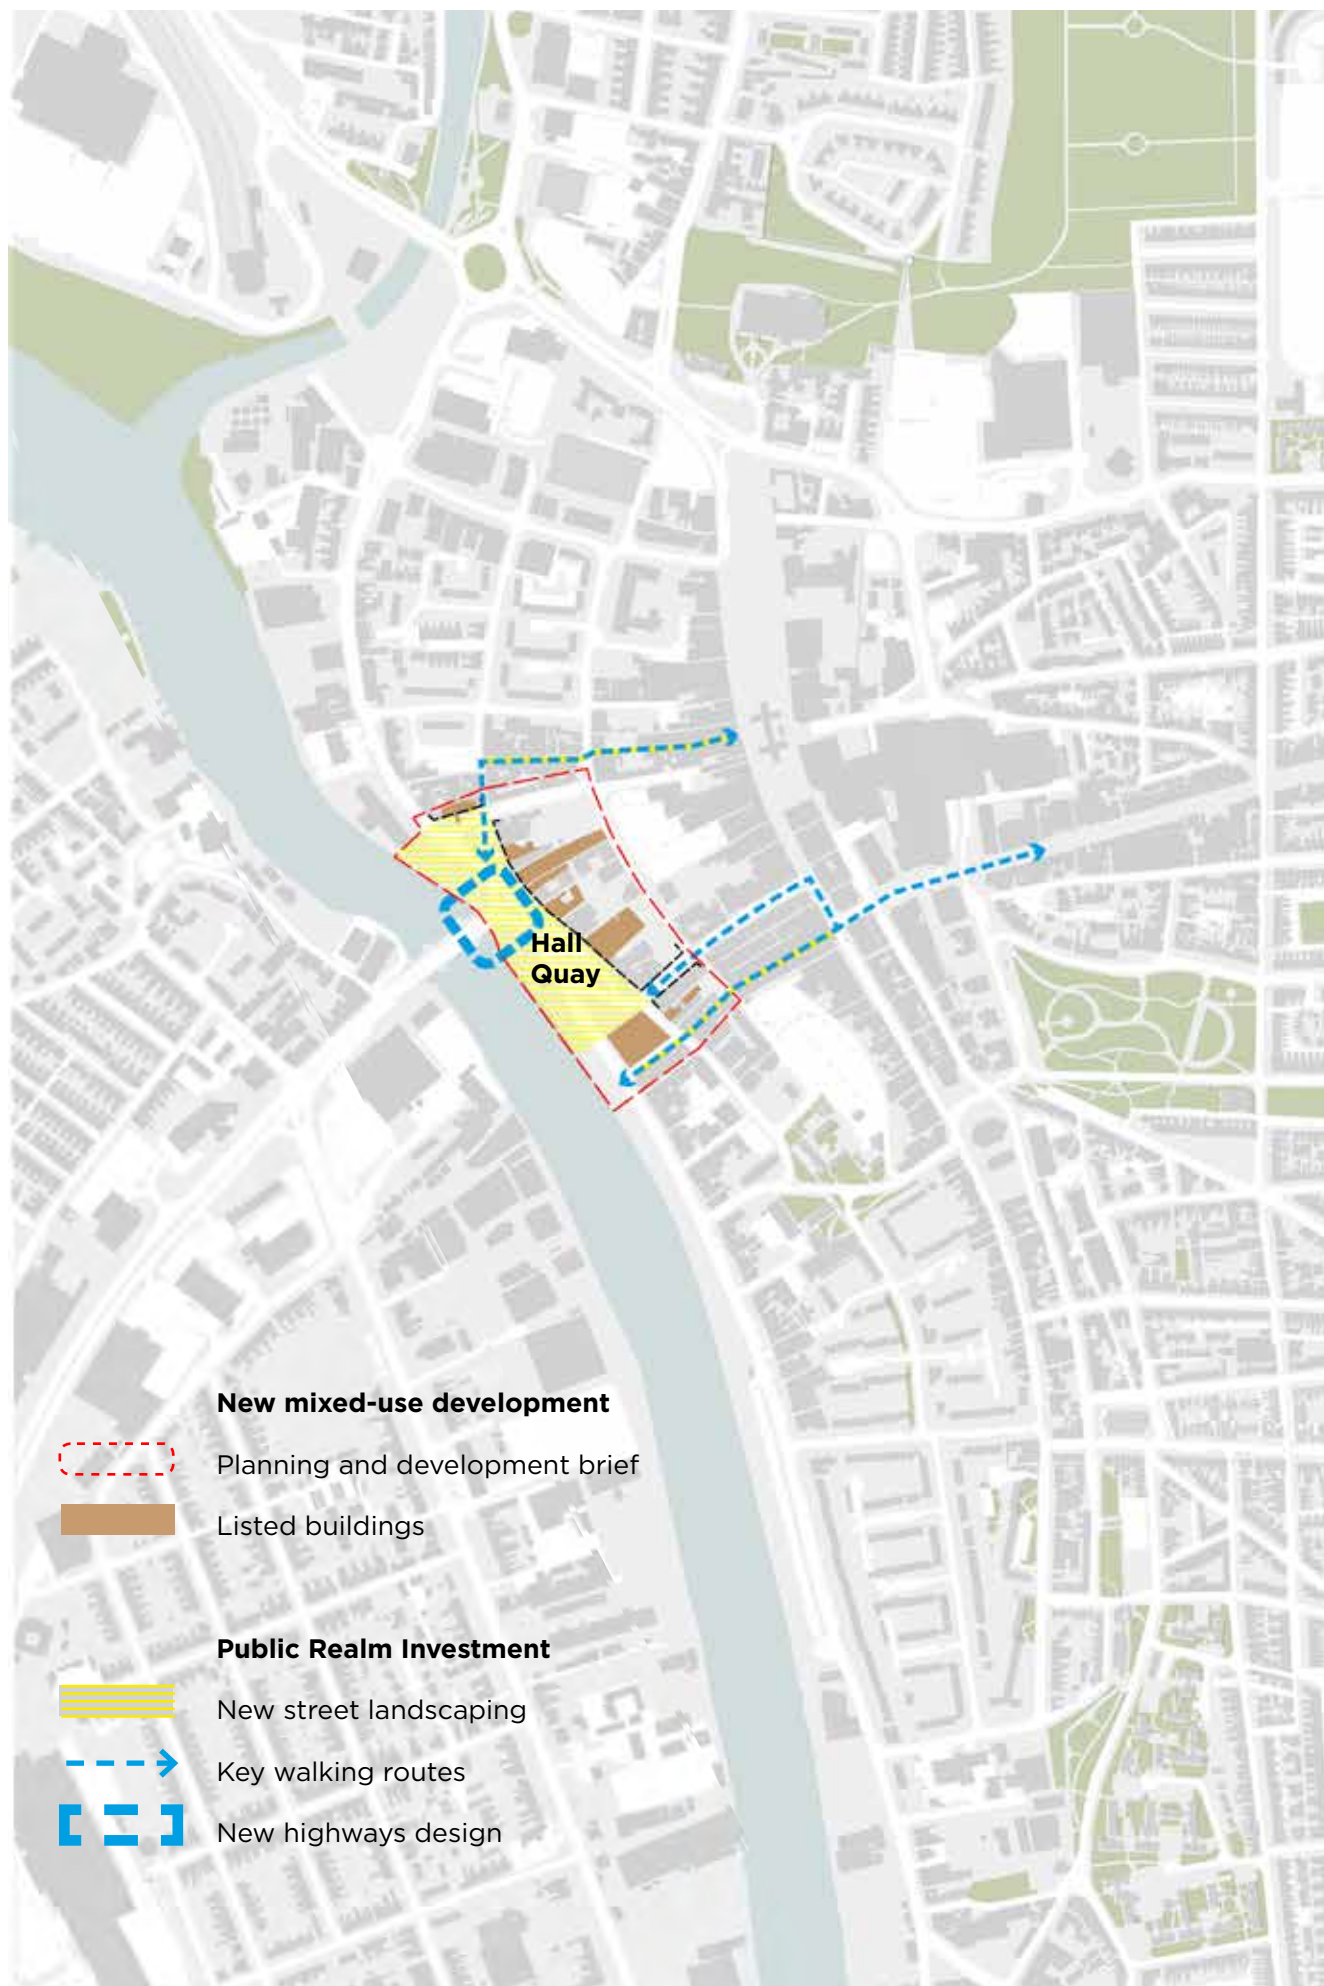 Hall
Quay
New mixed-use development
Planning and development brief
Listed buildings
Public Realm Investment
New street landscaping
Key walking routes
New highways design